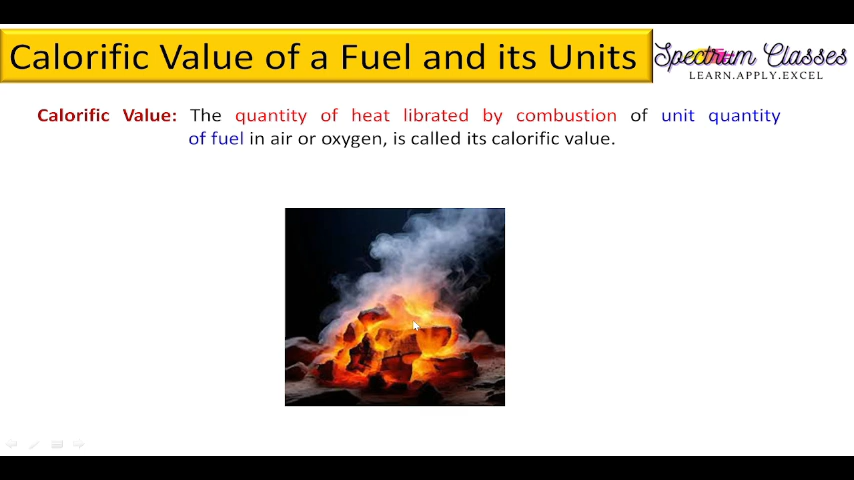 Calorific Value of a Fuel and its Units
Spectrum Classes
LEARN.APPLY.EXCEL
Calorific Value: The quantity of heat librated by combustion of unit quantity
of fuel in air or oxygen, is called its calorific value.